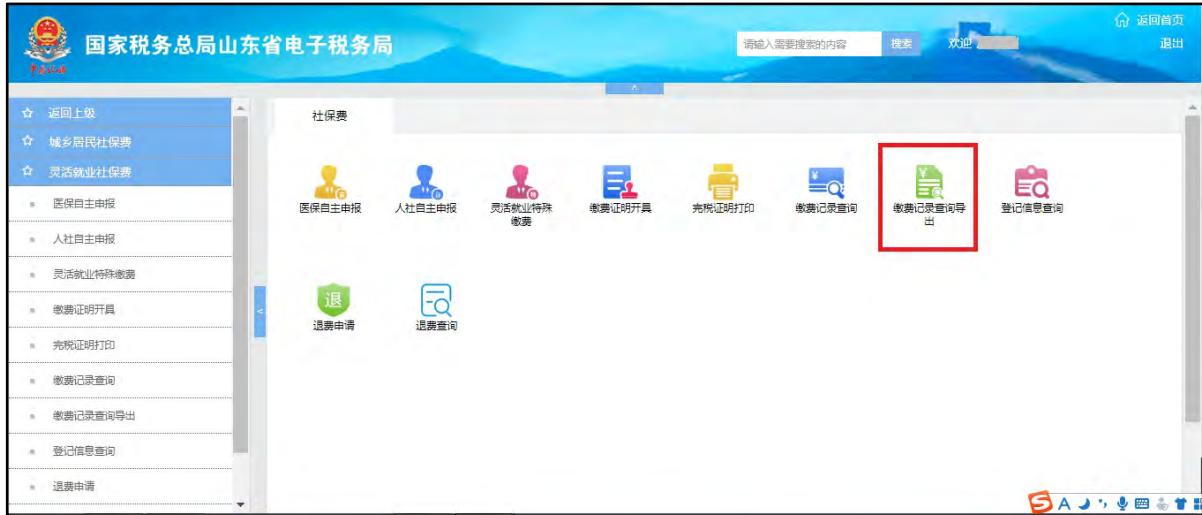 返回首页
国家税务总局山东省电子税务局
请输入需要搜索的内容
搜索
欢迎
退出
返回上级
城乡居民社保费
灵活就业社保费
医保自主申报
人社自主申报
灵活就业特殊缴费
缴费证明开具
完税证明打印
缴费记录查询
缴费记录查询导出
登记信息查询
退费申请
社保费
医保自主申报
人社自主申报
灵活就业特殊
缴费
缴费证明开具
完税证明打印
缴费记录查询
缴费记录查询导
出
登记信息查询
退
退费申请
退费查询